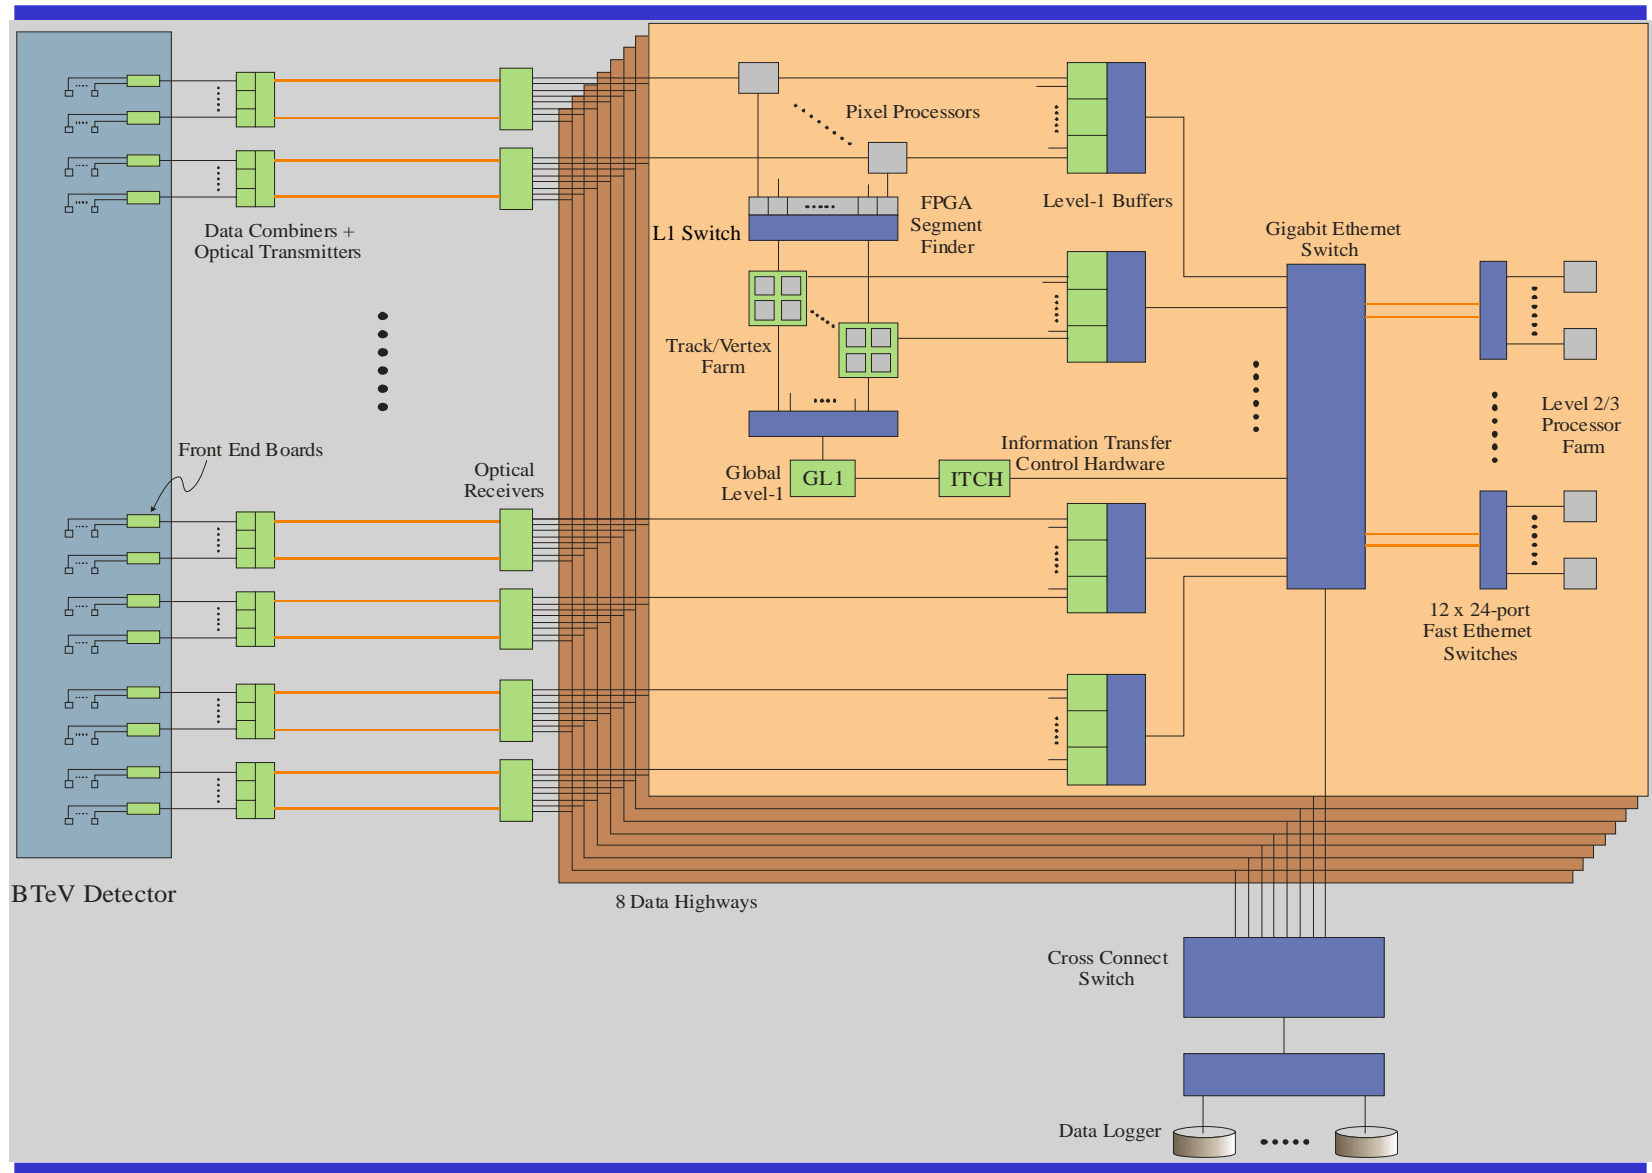 Pixel Processors
Level-1 Buffers
FPGA
Segment
Finder
L1 Switch
Data Combiners +
Optical Transmitters
Gigabit Ethernet
Switch
Track/Vertex
Farm
Level 2/3
Processor
Farm
Front End Boards
Optical
Receivers
Global
Level-1
GL1
ITCH
Information Transfer
Control Hardware
12 x 24-port
Fast Ethernet
Switches
BTeV Detector
8 Data Highways
Cross Connect
Switch
Data Logger